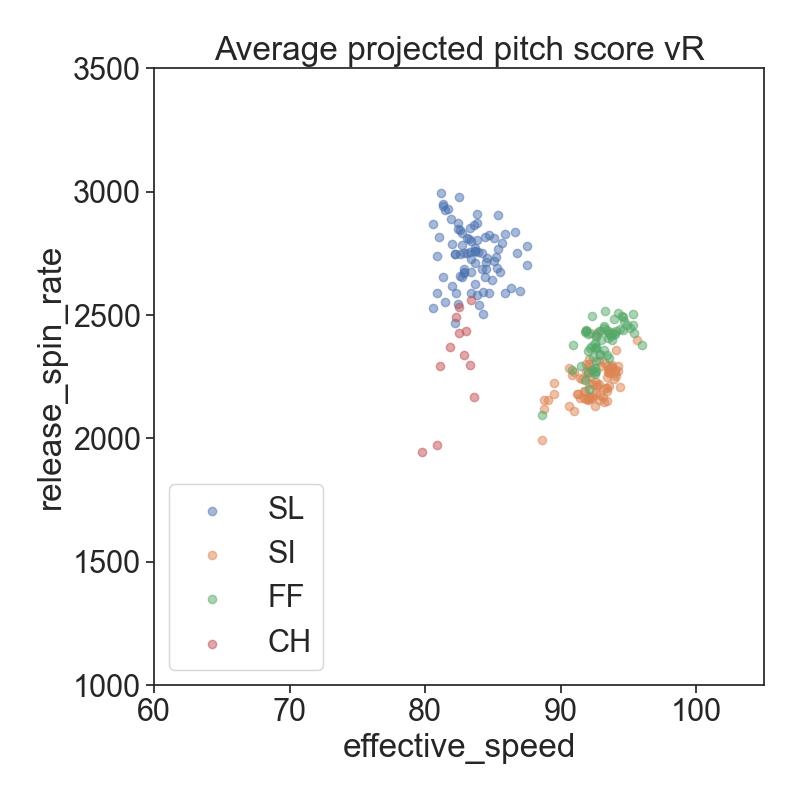 Average projected pitch score vR
3500
3000
2500
2000
1500
1000
release_spin_rate
SL
SI
FF
CH
60 70 80 90 100
effective_speed